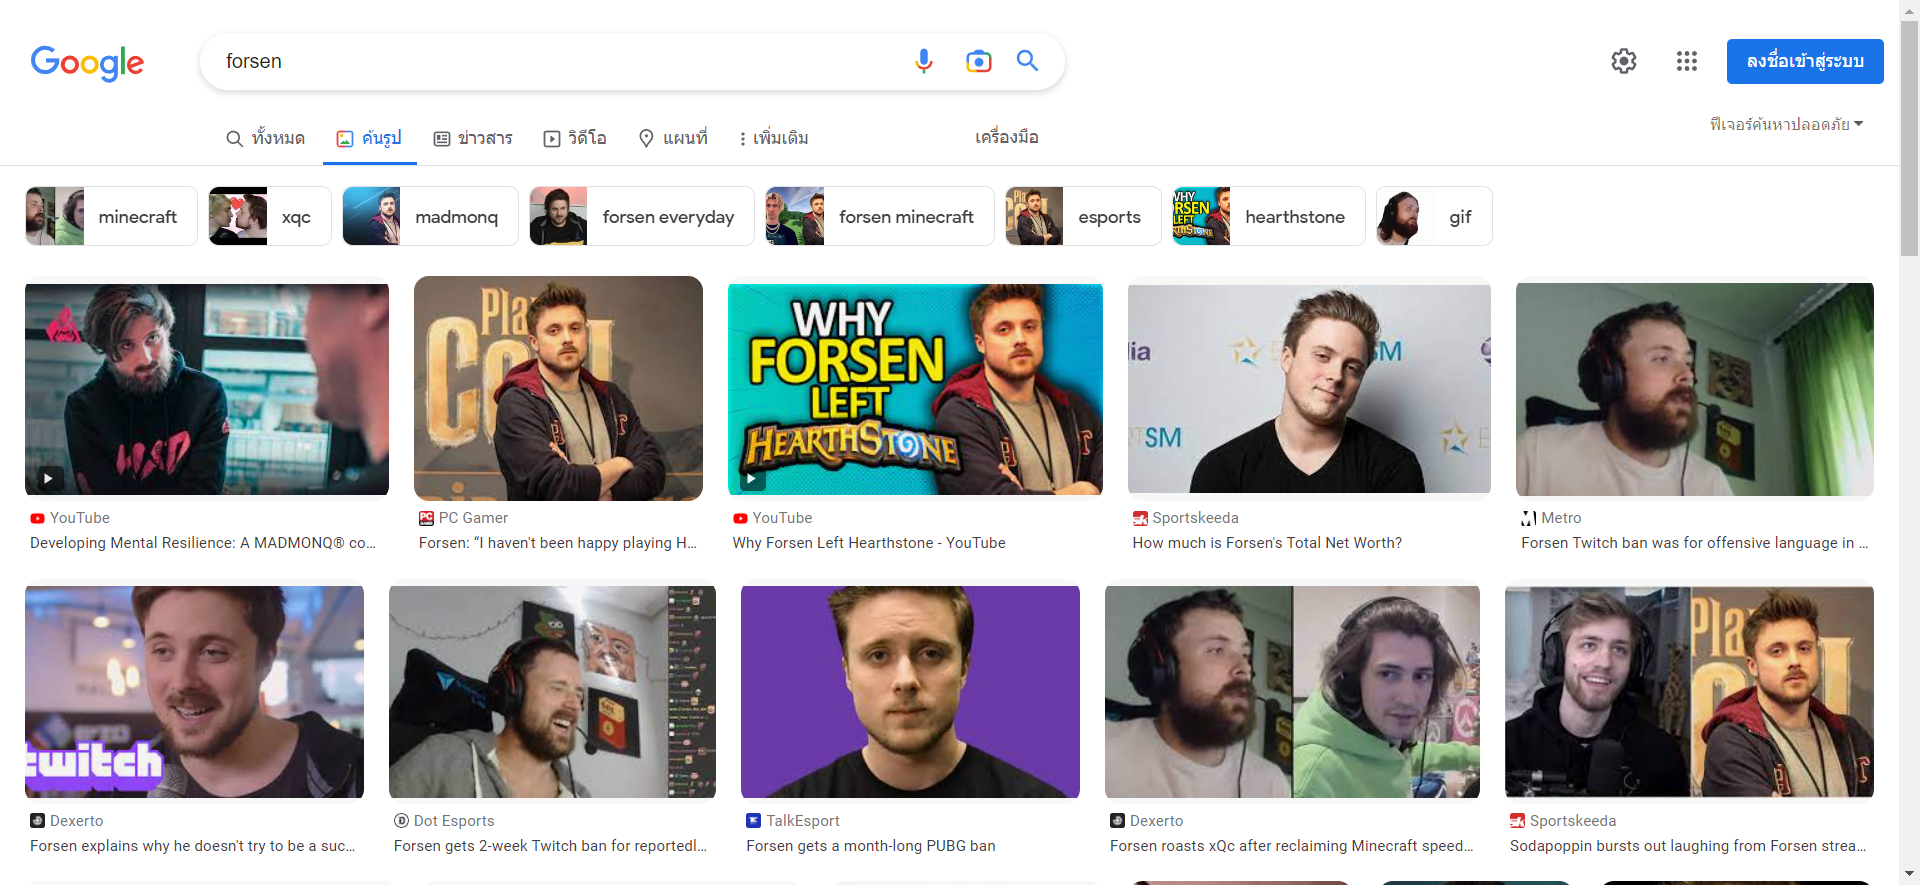 Google
forsen
ลงชื่อเข้าสู่ระบบ
ทั้งหมด
ค้นรูป
ข่าวสาร
วิดีโอ
แผนที่
เพิ่มเติม
เครื่องมือ
ฟีเจอร์ค้นหาปลอดภัย
minecraft
xqc
madmonq
forsen everyday
forsen minecraft
esports
hearthstone
gif
WHY
FORSEN
LEFT
HEARTHSTONE
YouTube
Developing Mental Resilience: A MADMONQ® co...
PC Gamer
Forsen: “I haven't been happy playing H...
YouTube
Why Forsen Left Hearthstone - YouTube
Sportskeeda
How much is Forsen's Total Net Worth?
Metro
Forsen Twitch ban was for offensive language in ...
twitch
Dexerto
Forsen explains why he doesn't try to be a suc...
Dot Esports
Forsen gets 2-week Twitch ban for reportedl...
TalkEsport
Forsen gets a month-long PUBG ban
Dexerto
Forsen roasts xQc after reclaiming Minecraft speed...
Sportskeeda
Sodapoppin bursts out laughing from Forsen strea...